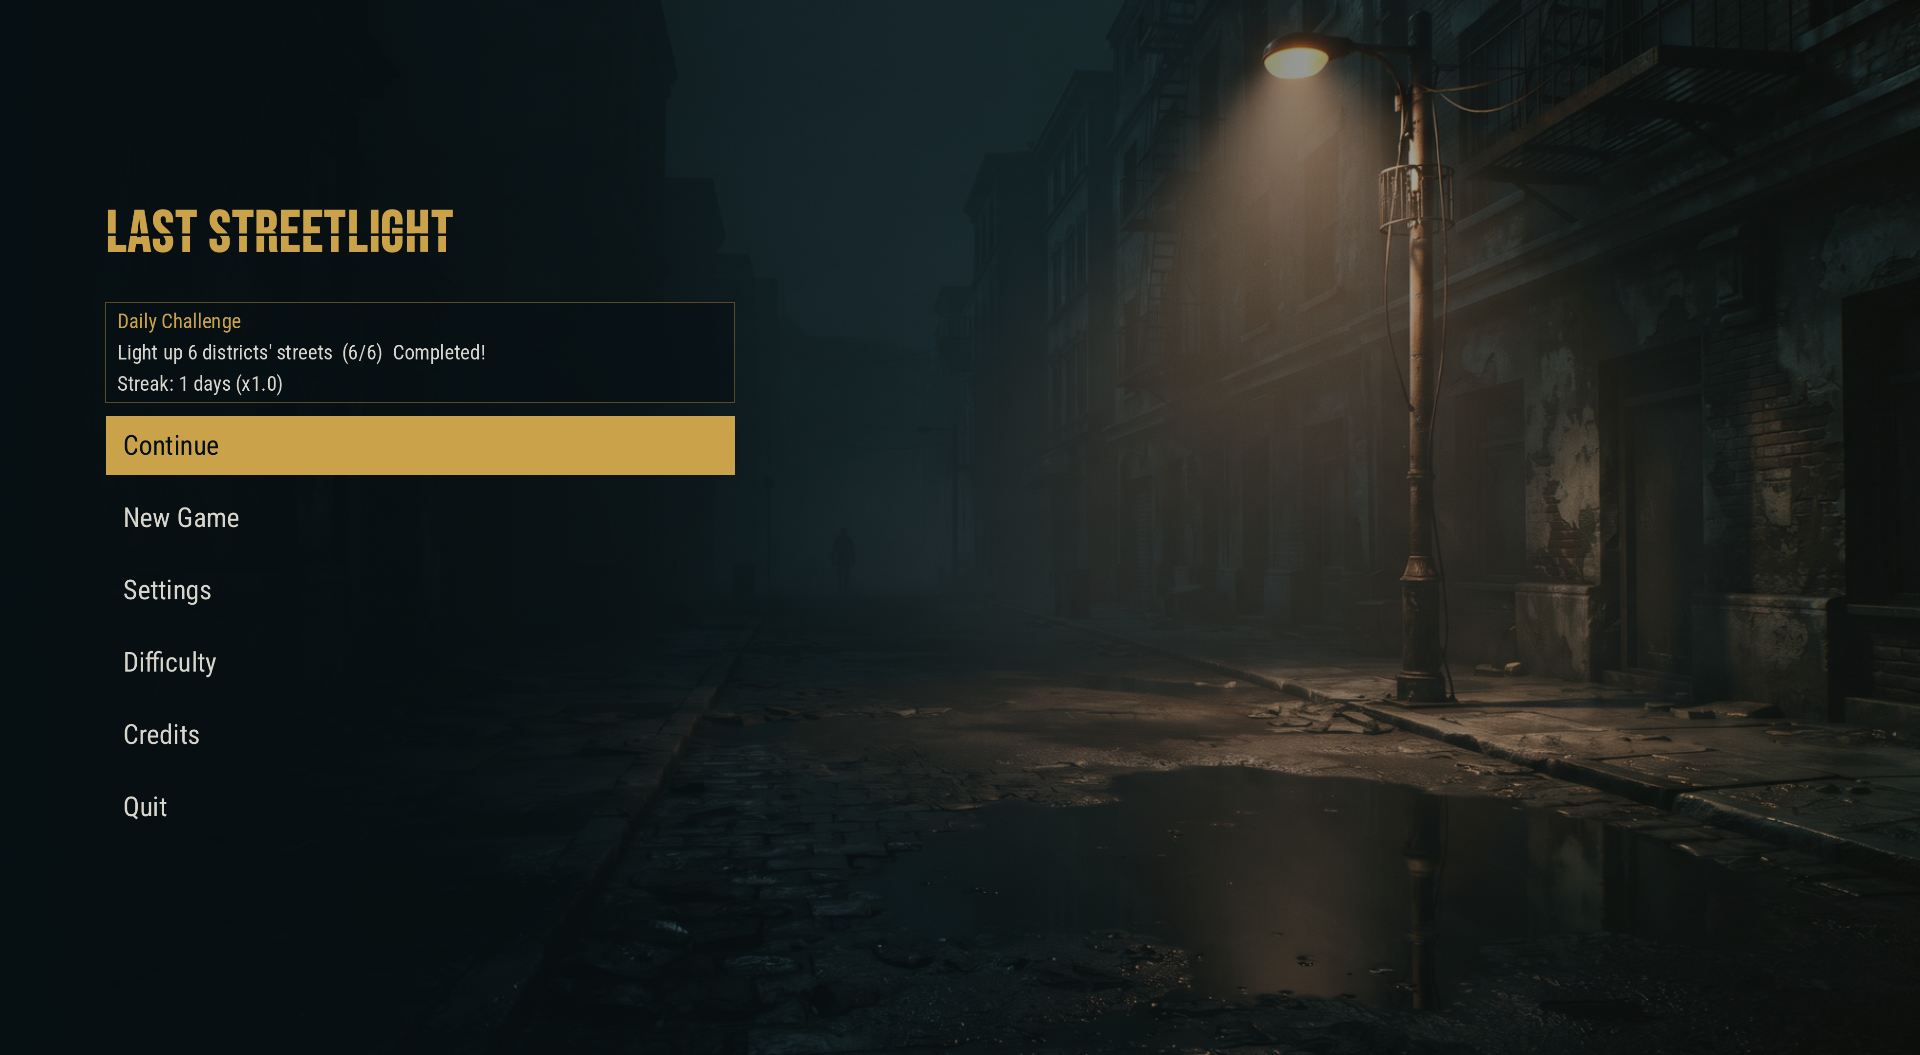 LAST STREETLIGHT
Daily Challenge
Light up 6 districts' streets (6/6) Completed!
Streak: 1 days (x1.0)
Continue
New Game
Settings
Difficulty
Credits
Quit